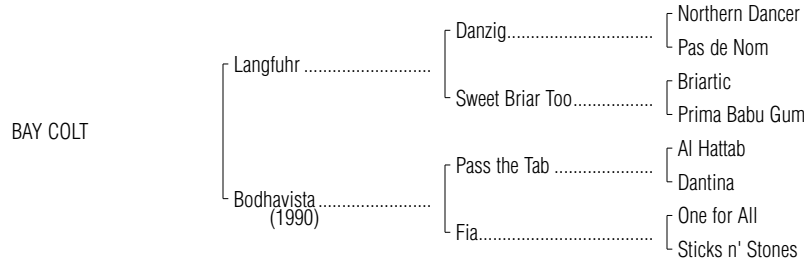 Northern Dancer
Danzig
Pas de Nom
Langfuhr
Briartic
Sweet Briar Too
Prima Babu Gum
BAY COLT
Al Hattab
Pass the Tab
Dantina
Bodhavista
(1990)
One for All
Fia
Sticks n' Stones